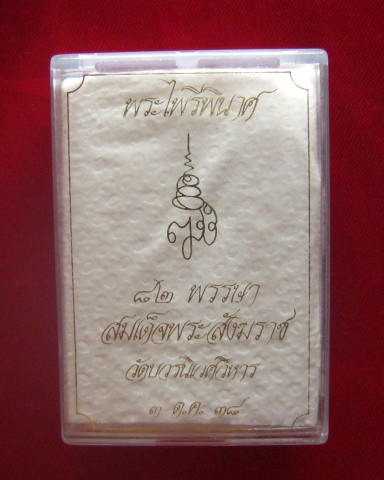 พระไพรีพินาศ
๘๒ พรรษา
สมเด็จพระสังฆราช
วัดบวรนิเวศวิหาร
๓ ต.ค. ๓๘